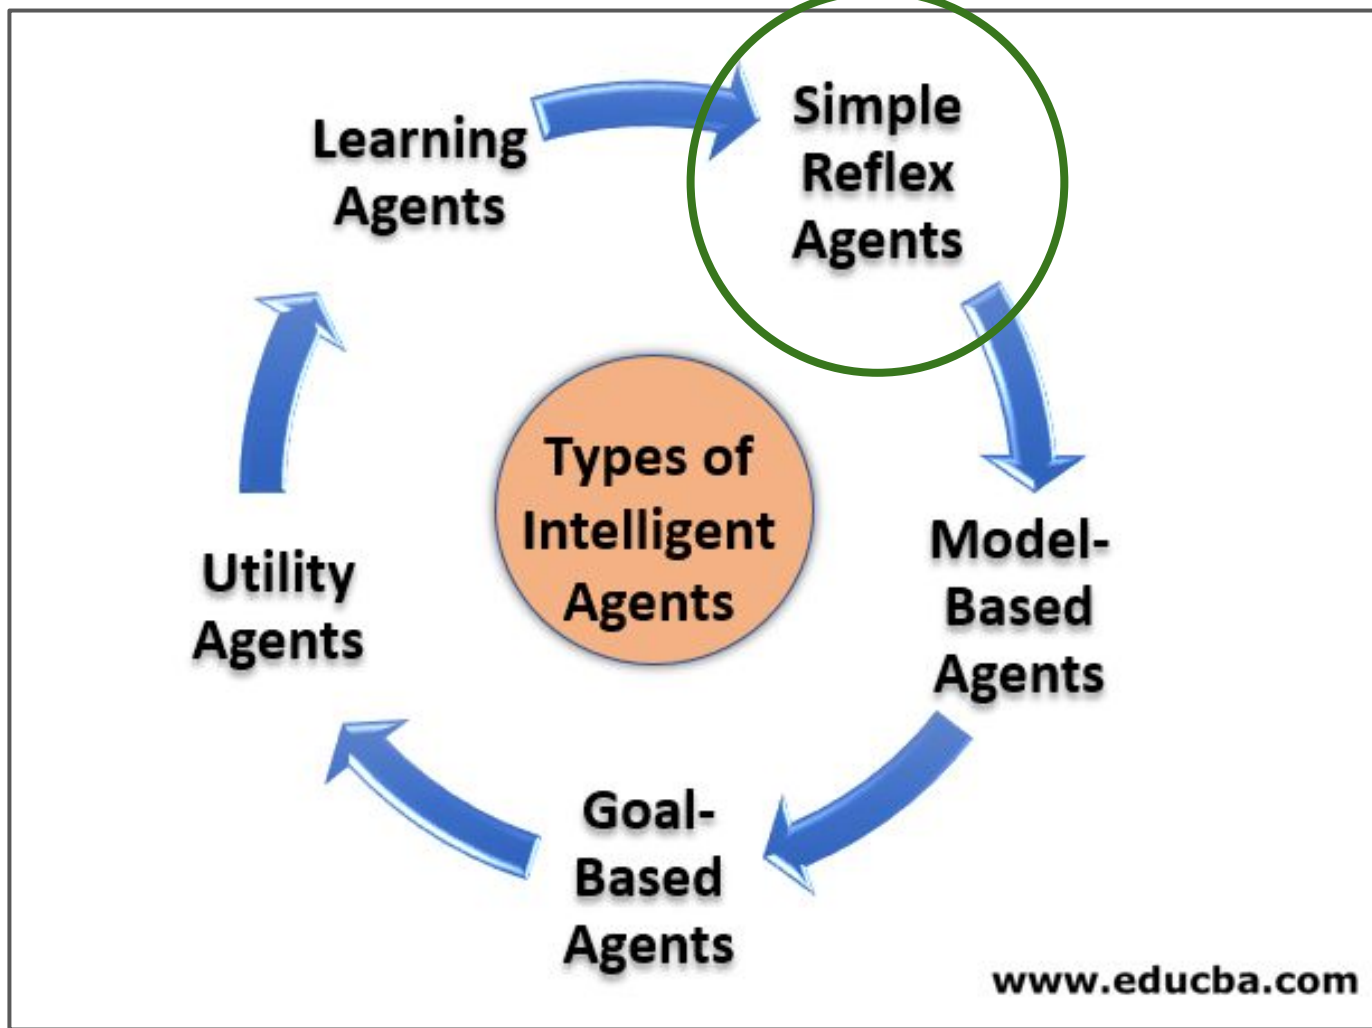 Learning
Agents
Simple
Reflex
Agents
Types of
Intelligent
Agents
Model-
Based
Agents
Utility
Agents
Goal-
Based
Agents
www.educba.com